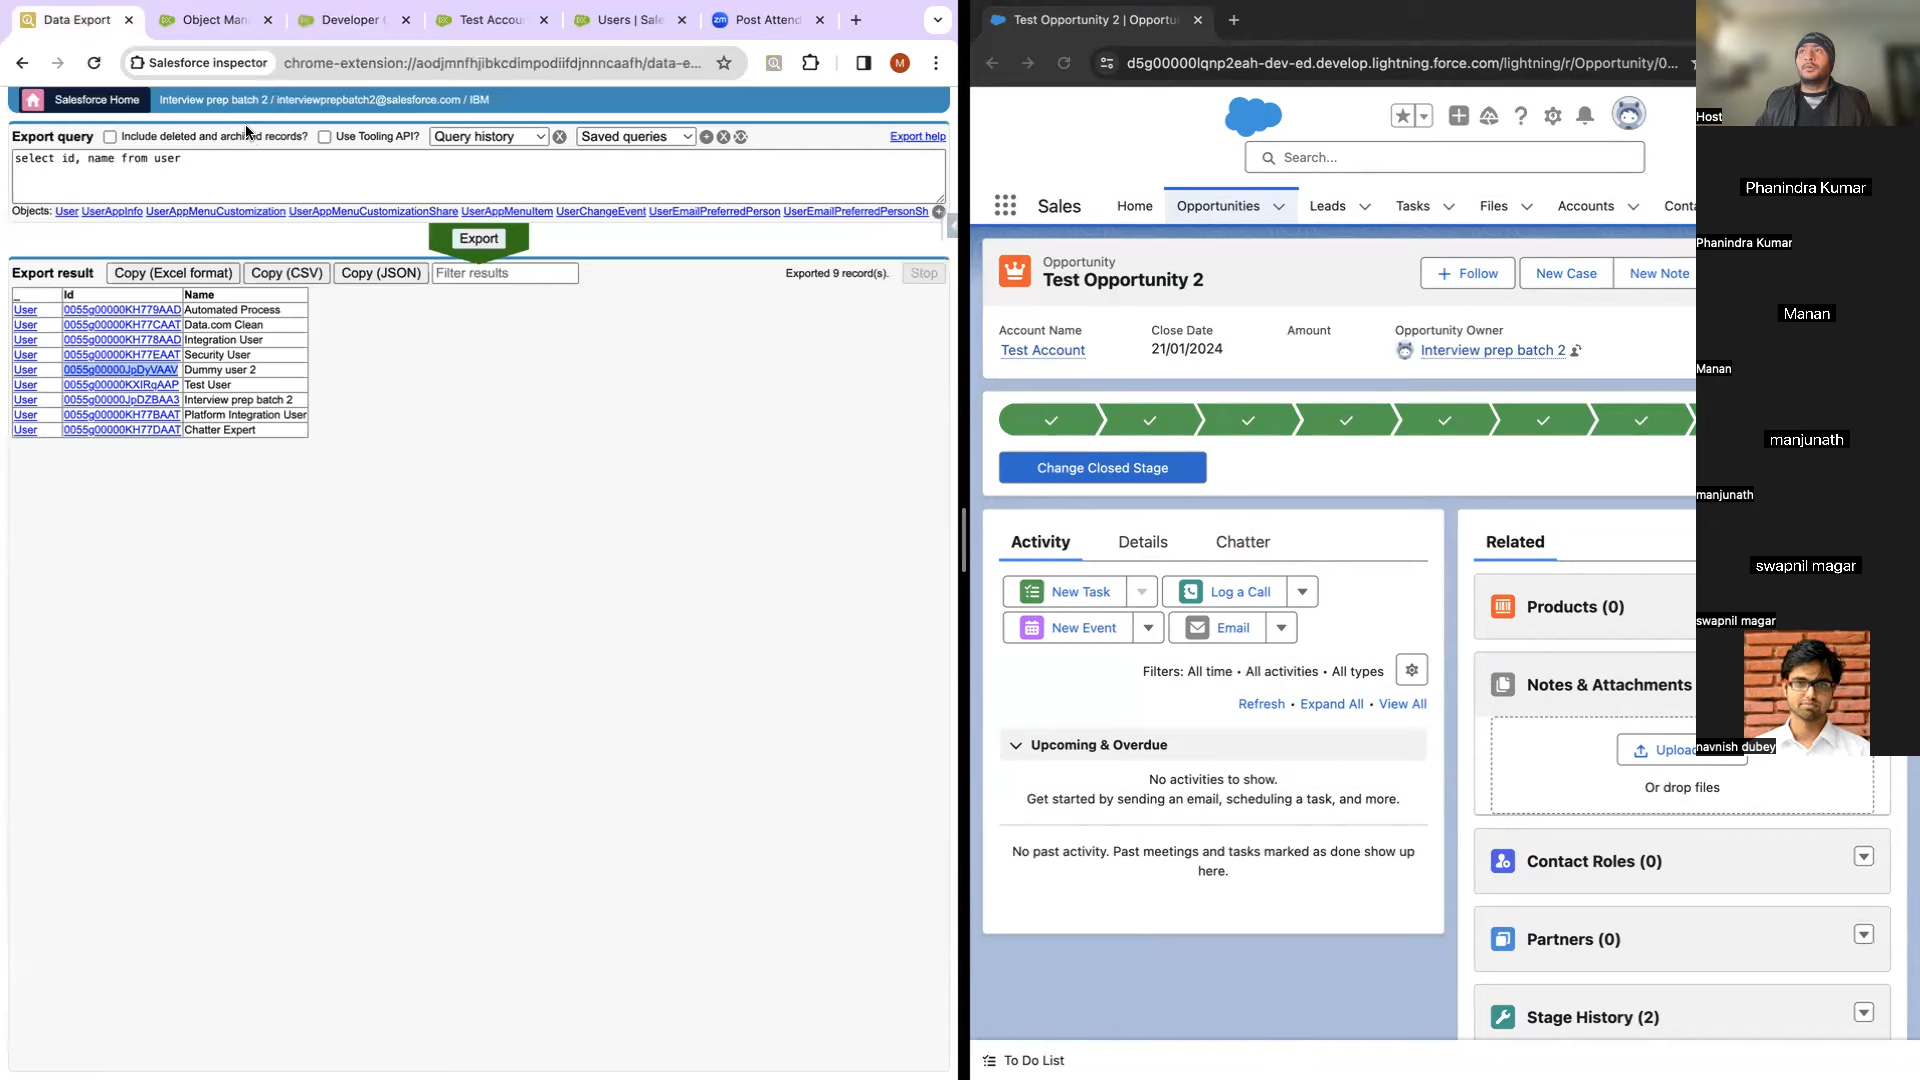 Data Export
Object Man
Developer
Test Accou
Users | Sale
Post Attend
Salesforce inspector
chrome-extension://aodjmnfhjibkcdimpodiifdjnnncaafh/data-e...
M
Salesforce Home
Interview prep batch 2 / interviewprepbatch2@salesforce.com / IBM
Export query
Include deleted and archived records?
Use Tooling API?
Query history
Saved queries
Export help
select id, name from user
Objects: User UserAppInfo UserAppMenuCustomization UserAppMenuCustomizationShare UserAppMenuItem UserChangeEvent UserEmailPreferredPerson UserEmailPreferredPersonSh
Export
Export result
Copy (Excel format)
Copy (CSV)
Copy (JSON)
Filter results
Exported 9 record(s).
Stop
_ Id Name
User 0055g00000KH779AAD Automated Process
User 0055g00000KH77CAAT Data.com Clean
User 0055g00000KH778AAD Integration User
User 0055g00000KH77EAAT Security User
User 0055g00000JpDyVAAV Dummy user 2
User 0055g00000KXIRqAAP Test User
User 0055g00000JpDZBAA3 Interview prep batch 2
User 0055g00000KH77BAAT Platform Integration User
User 0055g00000KH77DAAT Chatter Expert
Test Opportunity 2 | Opportu
d5g00000lqnp2eah-dev-ed.develop.lightning.force.com/lightning/r/Opportunity/0...
Search...
Sales
Home
Opportunities
Leads
Tasks
Files
Accounts
Conta
Opportunity
Test Opportunity 2
Follow
New Case
New Note
Account Name
Test Account
Close Date
21/01/2024
Amount
Opportunity Owner
Interview prep batch 2
Change Closed Stage
Activity
Details
Chatter
New Task
Log a Call
New Event
Email
Filters: All time • All activities • All types
Refresh • Expand All • View All
Upcoming & Overdue
No activities to show.
Get started by sending an email, scheduling a task, and more.
No past activity. Past meetings and tasks marked as done show up
here.
Related
Products (0)
Notes & Attachments
Upload
Or drop files
Contact Roles (0)
Partners (0)
Stage History (2)
To Do List
Host
Phanindra Kumar
Phanindra Kumar
Manan
Manan
manjunath
manjunath
swapnil magar
swapnil magar
navnish dubey